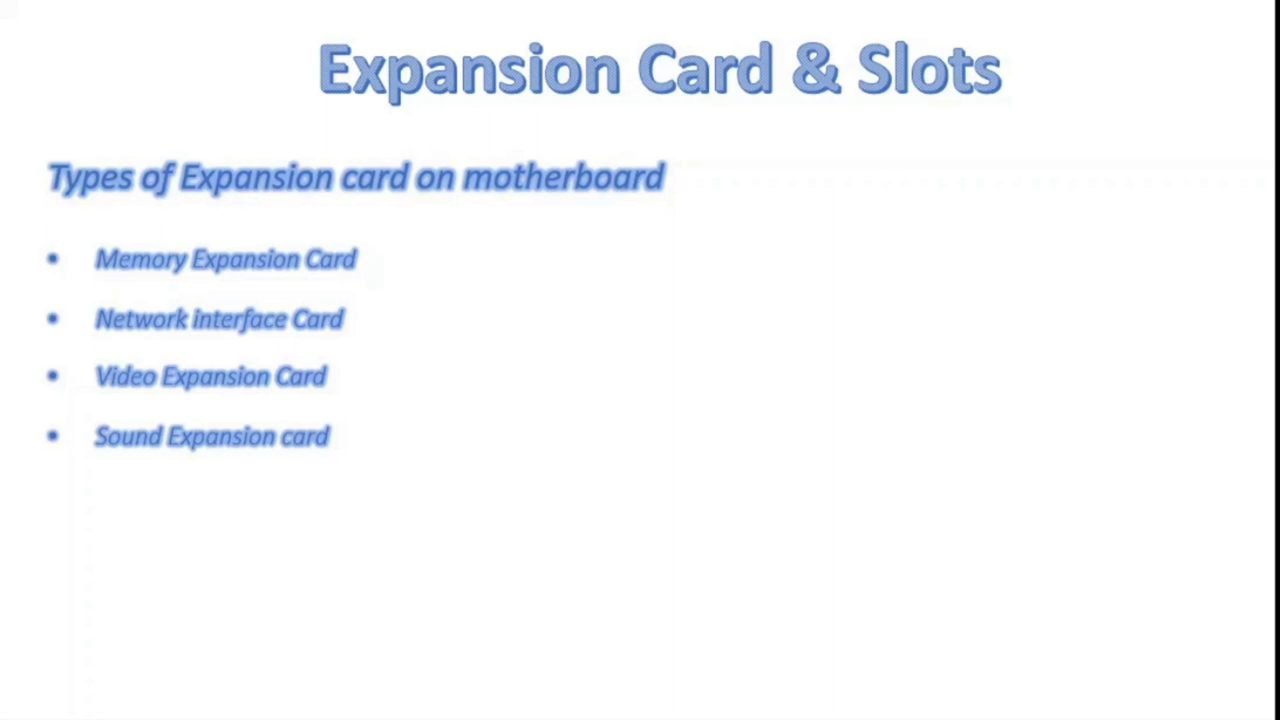 Expansion Card & Slots
Types of Expansion card on motherboard
• Memory Expansion Card
• Network interface Card
• Video Expansion Card
• Sound Expansion card